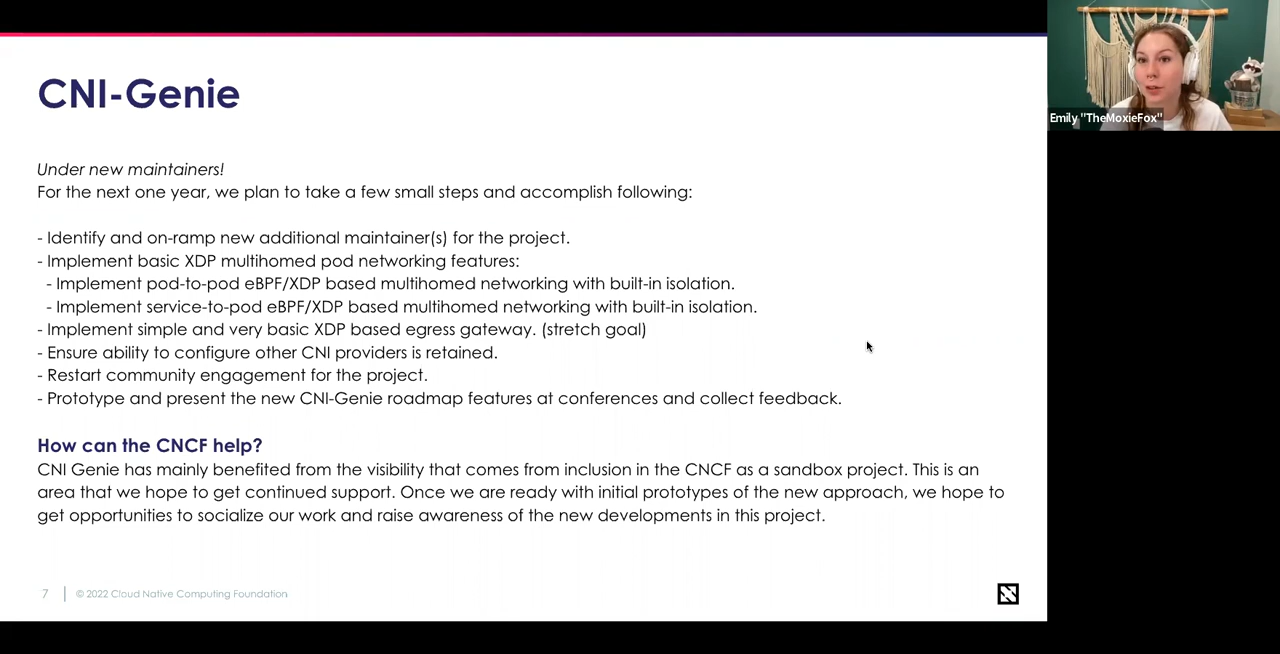 CNI-Genie
Under new maintainers!
For the next one year, we plan to take a few small steps and accomplish following:
- Identify and on-ramp new additional maintainer(s) for the project.
- Implement basic XDP multihomed pod networking features:
- Implement pod-to-pod eBPF/XDP based multihomed networking with built-in isolation.
- Implement service-to-pod eBPF/XDP based multihomed networking with built-in isolation.
- Implement simple and very basic XDP based egress gateway. (stretch goal)
- Ensure ability to configure other CNI providers is retained.
- Restart community engagement for the project.
- Prototype and present the new CNI-Genie roadmap features at conferences and collect feedback.
How can the CNCF help?
CNI Genie has mainly benefited from the visibility that comes from inclusion in the CNCF as a sandbox project. This is an
area that we hope to get continued support. Once we are ready with initial prototypes of the new approach, we hope to
get opportunities to socialize our work and raise awareness of the new developments in this project.
7
© 2022 Cloud Native Computing Foundation
Emily "TheMoxieFox"